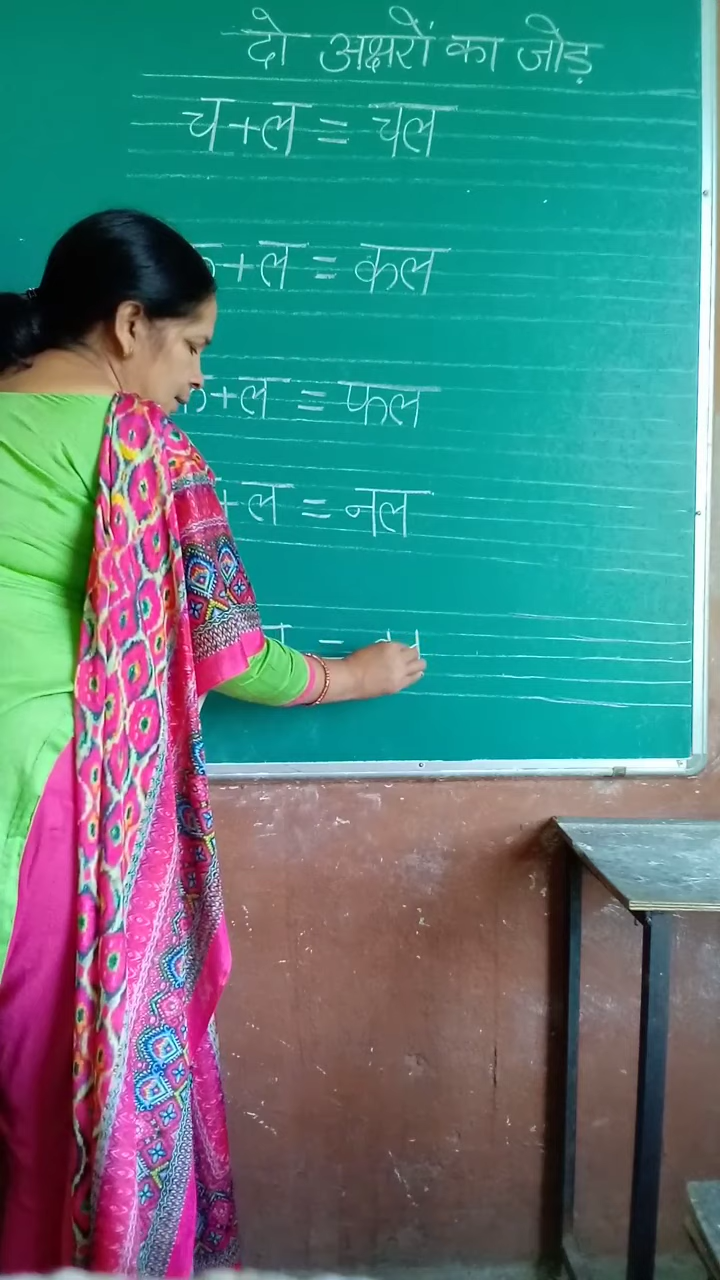 दो अक्षरों का जोड़
च+ल = चल
+ल = कल
+ल = फल
+ल = नल